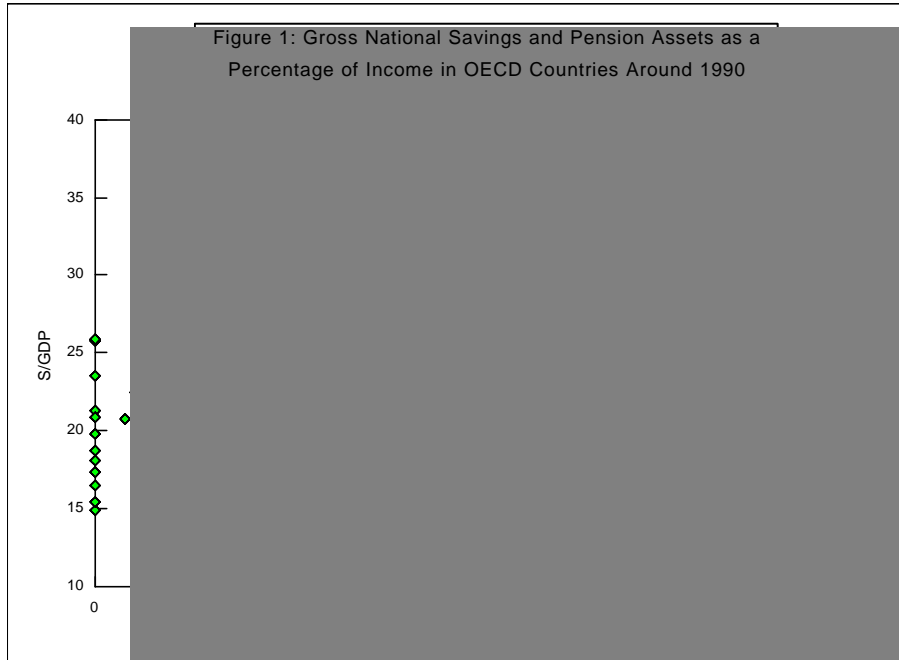 Figure 1: Gross National Savings and Pension Assets as a
Percentage of Income in OECD Countries Around 1990
40
35
30
25
S/GDP
20
15
10
0